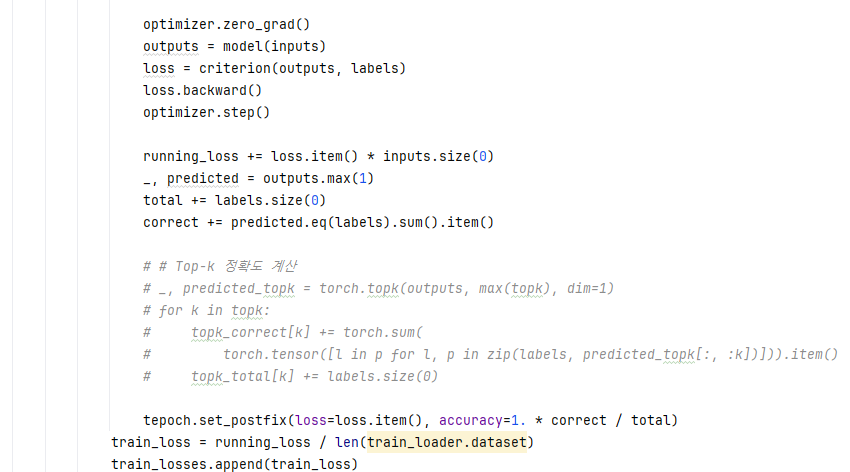 optimizer.zero_grad()
outputs = model(inputs)
loss = criterion(outputs, labels)
loss.backward()
optimizer.step()
running_loss += loss.item() * inputs.size(0)
_, predicted = outputs.max(1)
total += labels.size(0)
correct += predicted.eq(labels).sum().item()
# # Top-k 정확도 계산
# _, predicted_topk = torch.topk(outputs, max(topk), dim=1)
# for k in topk:
#     topk_correct[k] += torch.sum(
#         torch.tensor([l in p for l, p in zip(labels, predicted_topk[:, :k])])).item()
#     topk_total[k] += labels.size(0)
tepoch.set_postfix(loss=loss.item(), accuracy=1. * correct / total)
train_loss = running_loss / len(train_loader.dataset)
train_losses.append(train_loss)